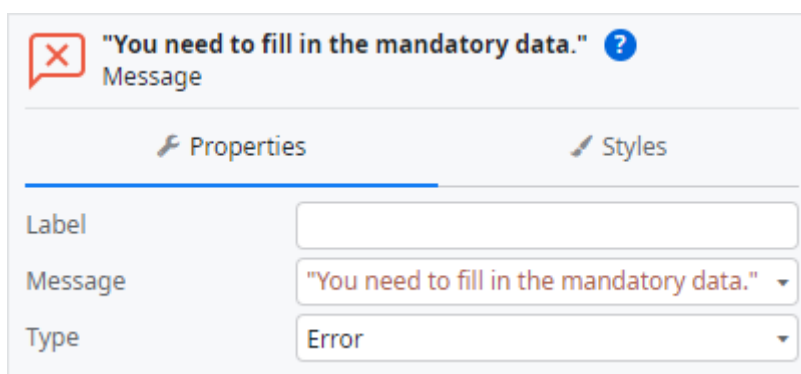 "You need to fill in the mandatory data." ?
Message
Properties Styles
Label
Message "You need to fill in the mandatory data."
Type Error